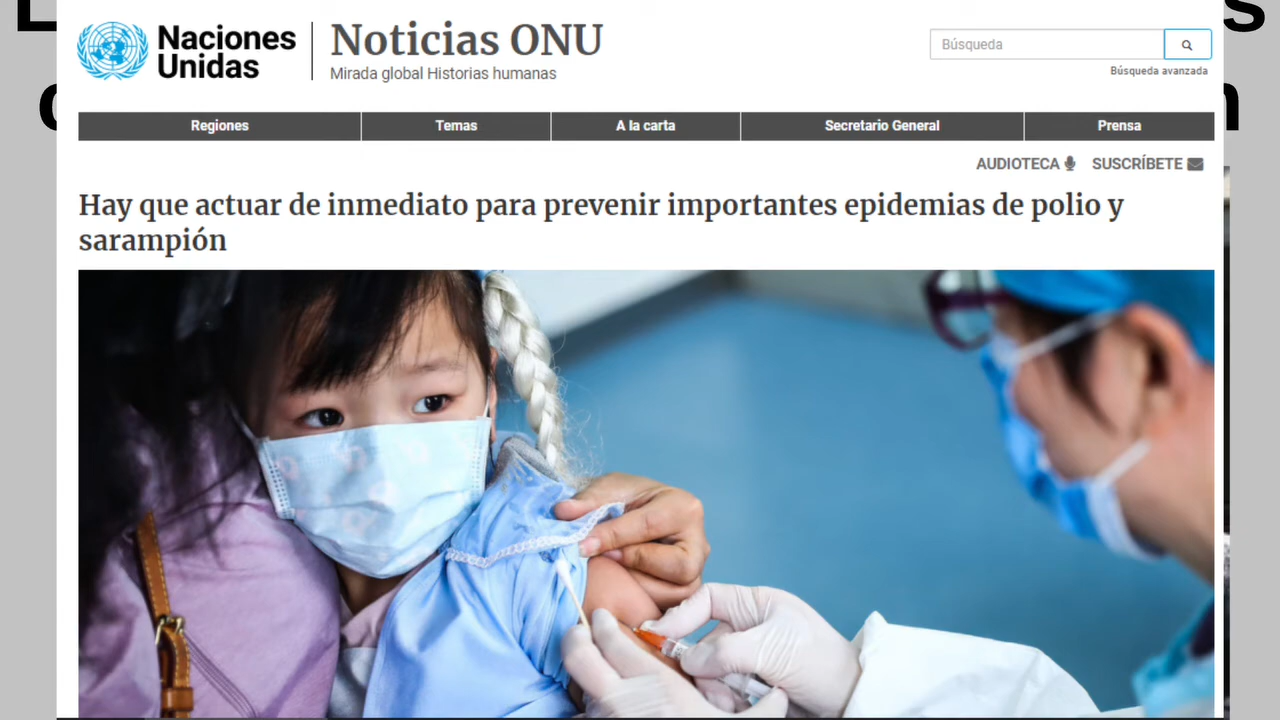 Naciones
Unidas
Noticias ONU
Mirada global Historias humanas
Búsqueda
Búsqueda avanzada
Regiones
Temas
A la carta
Secretario General
Prensa
AUDIOTECA
SUSCRÍBETE
Hay que actuar de inmediato para prevenir importantes epidemias de polio y
sarampión